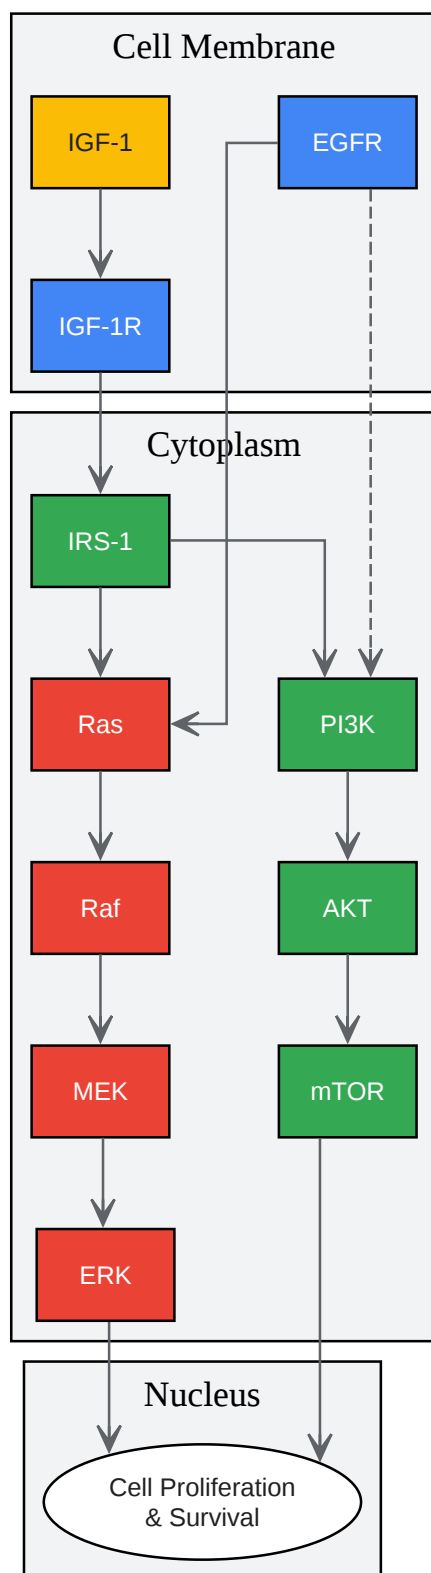 Cell Membrane
IGF-1
EGFR
IGF-1R
Cytoplasm
IRS-1
Ras
PI3K
Raf
AKT
MEK
mTOR
ERK
Nucleus
Cell Proliferation
& Survival